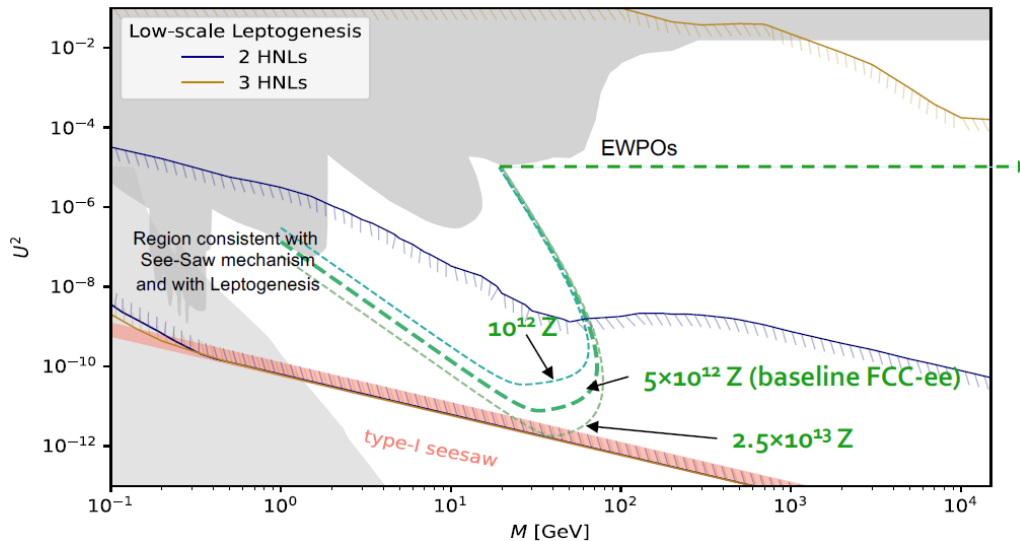 Low-scale Leptogenesis
2 HNLs
3 HNLs
10⁻²
10⁻⁴
10⁻⁶
10⁻⁸
10⁻¹⁰
10⁻¹²
U²
EWPOs
Region consistent with
See-Saw mechanism
and with Leptogenesis
10¹² Z
5×10¹² Z (baseline FCC-ee)
2.5×10¹³ Z
type-I seesaw
10⁻¹
10⁰
10¹
10²
10³
10⁴
M [GeV]